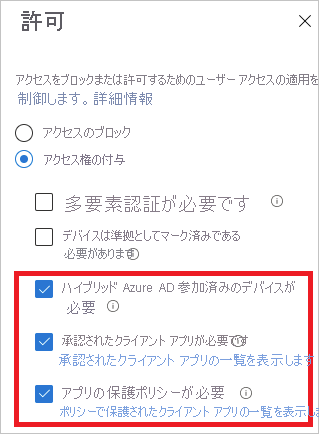 許可
アクセスをブロックまたは許可するためのユーザー アクセスの適用を
制御します。詳細情報
アクセスのブロック
アクセス権の付与
多要素認証が必要です
デバイスは準拠としてマーク済みである
必要があります
ハイブリッド Azure AD 参加済みのデバイスが
必要
承認されたクライアント アプリが必要です
承認されたクライアント アプリの一覧を表示します
アプリの保護ポリシーが必要
ポリシーで保護されたクライアント アプリの一覧を表示します